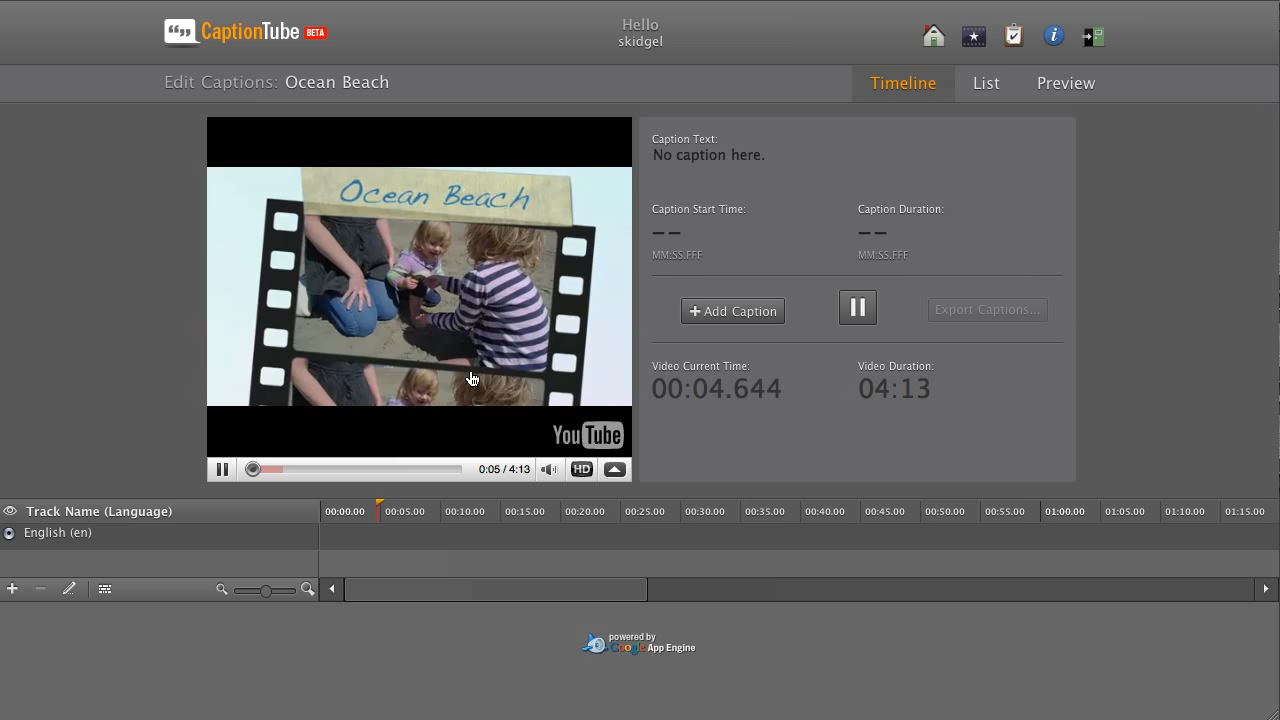 CaptionTube BETA
Hello
skidgel
Edit Captions: Ocean Beach
Timeline
List
Preview
Ocean Beach
YouTube
0:05 / 4:13
HD
Caption Text:
No caption here.
Caption Start Time:
Caption Duration:
– –
– –
MM:SS.FFF
MM:SS.FFF
+ Add Caption
Export Captions...
Video Current Time:
Video Duration:
00:04.644
04:13
Track Name (Language)
00:00.00 00:05.00 00:10.00 00:15.00 00:20.00 00:25.00 00:30.00 00:35.00 00:40.00 00:45.00 00:50.00 00:55.00 01:00.00 01:05.00 01:10.00 01:15.00
English (en)
powered by
Google App Engine